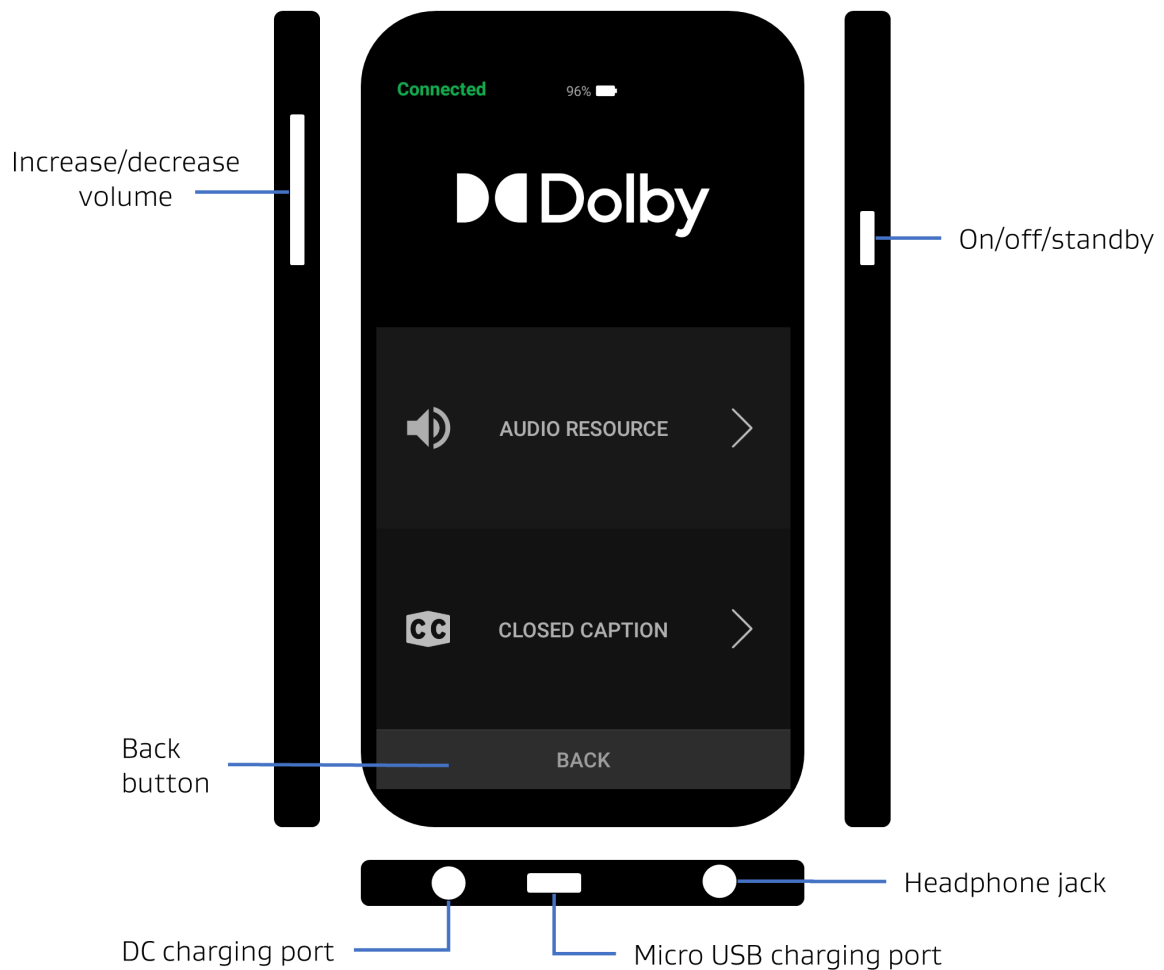 Connected
96%
Dolby
Increase/decrease
volume
On/off/standby
AUDIO RESOURCE
CC
CLOSED CAPTION
Back
button
BACK
Headphone jack
DC charging port
Micro USB charging port